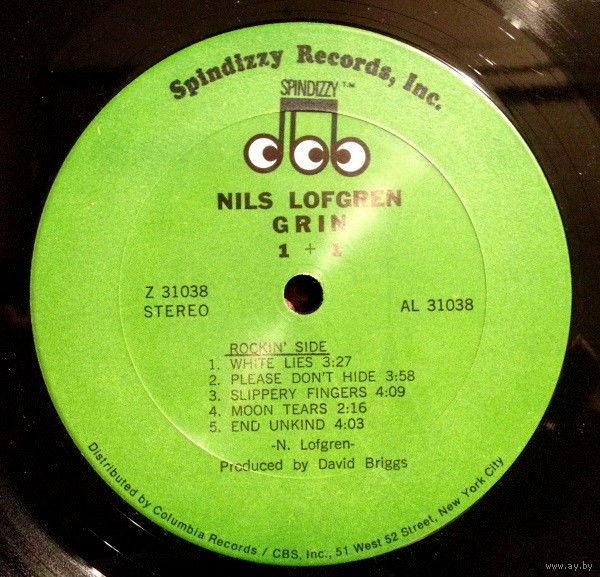 Spindizzy Records, Inc.
SPINDIZZY™
NILS LOFGREN
GRIN
1 + 1
Z 31038
STEREO
AL 31038
ROCKIN' SIDE
1. WHITE LIES 3:27
2. PLEASE DON'T HIDE 3:58
3. SLIPPERY FINGERS 4:09
4. MOON TEARS 2:16
5. END UNKIND 4:03
-N. Lofgren-
Produced by David Briggs
Distributed by Columbia Records / CBS, Inc., 51 West 52 Street, New York City
www.ay.by